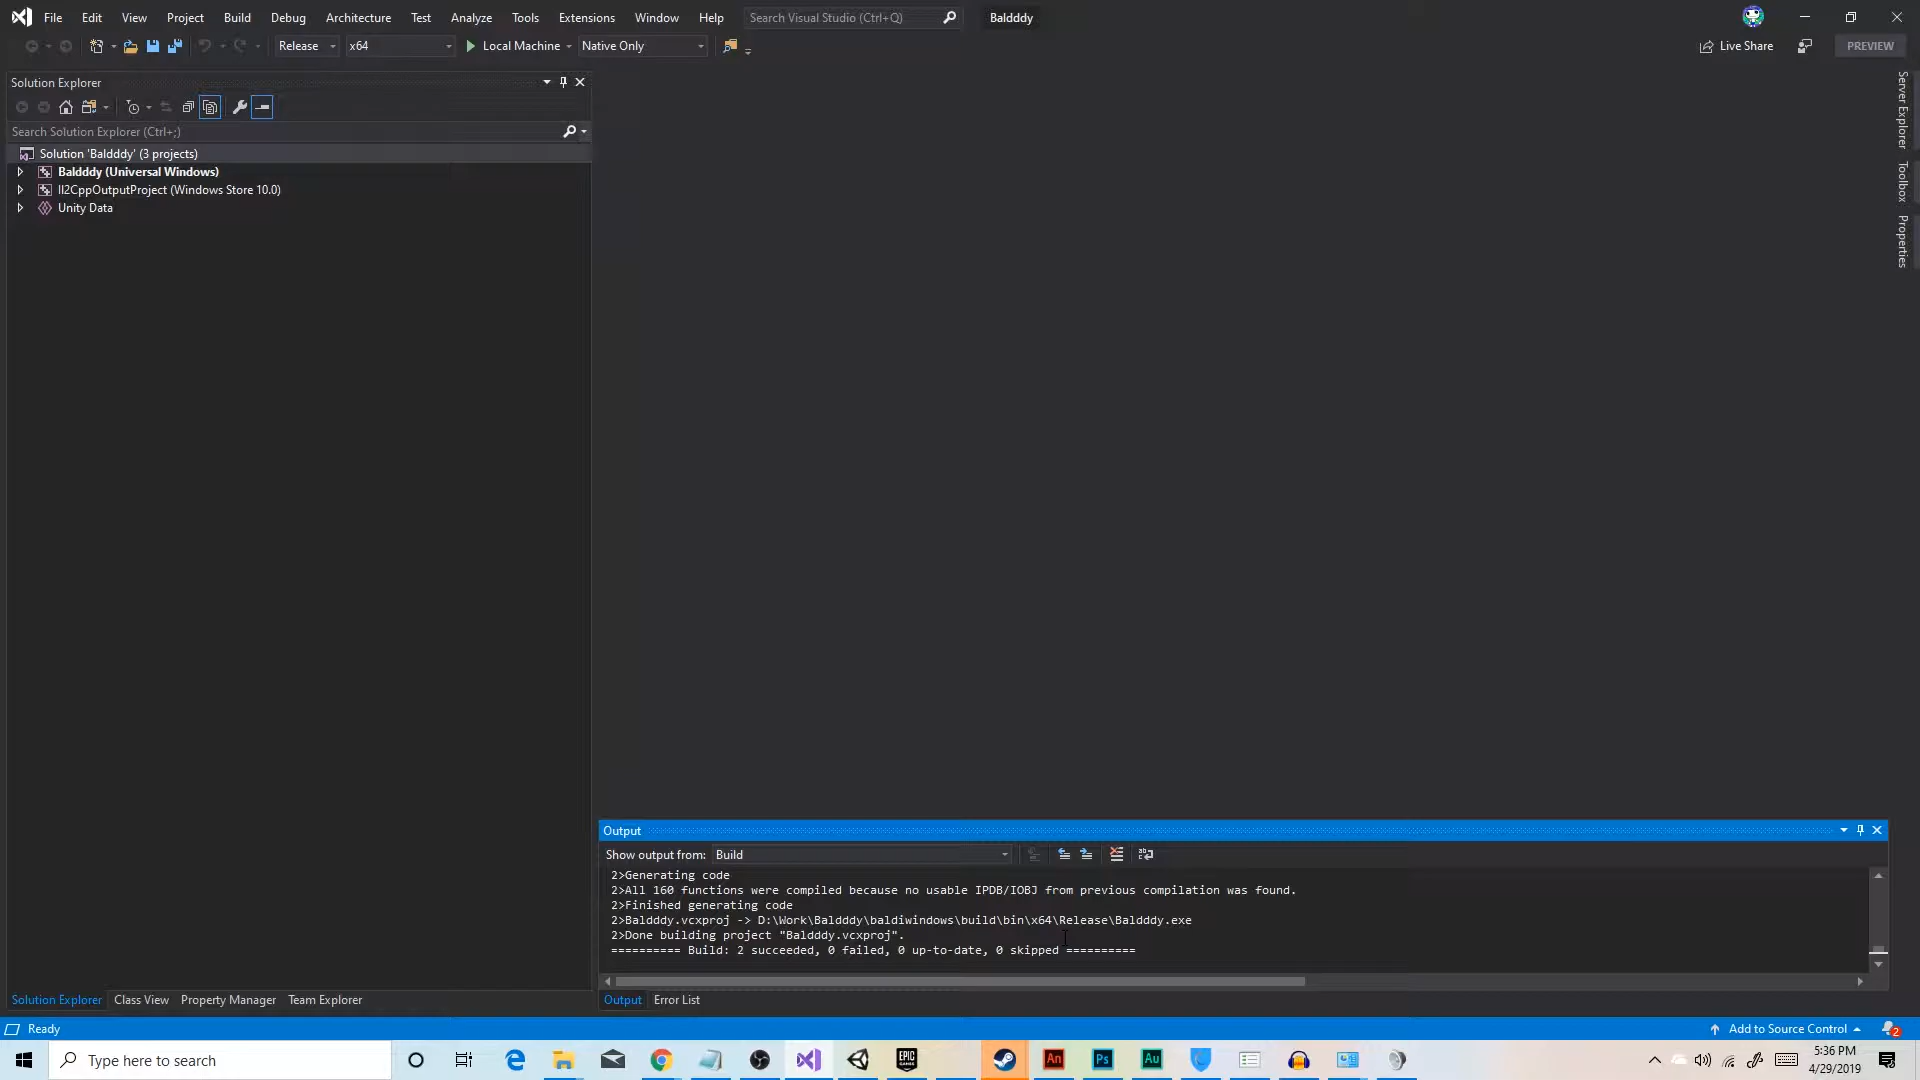 File Edit View Project Build Debug Architecture Test Analyze Tools Extensions Window Help Search Visual Studio (Ctrl+Q) Baldddy
Release x64 Local Machine Native Only Live Share PREVIEW
Solution Explorer
Search Solution Explorer (Ctrl+;)
Solution 'Baldddy' (3 projects)
Baldddy (Universal Windows)
Il2CppOutputProject (Windows Store 10.0)
Unity Data
Server Explorer
Toolbox
Properties
Output
Show output from: Build
2>Generating code
2>All 160 functions were compiled because no usable IPDB/IOBJ from previous compilation was found.
2>Finished generating code
2>Baldddy.vcxproj -> D:\Work\Baldddy\baldiwindows\build\bin\x64\Release\Baldddy.exe
2>Done building project "Baldddy.vcxproj".
========== Build: 2 succeeded, 0 failed, 0 up-to-date, 0 skipped ==========
Solution Explorer Class View Property Manager Team Explorer
Output Error List
Ready Add to Source Control 2
Type here to search
EPIC GAMES
An
Ps
Au
5:36 PM
4/29/2019